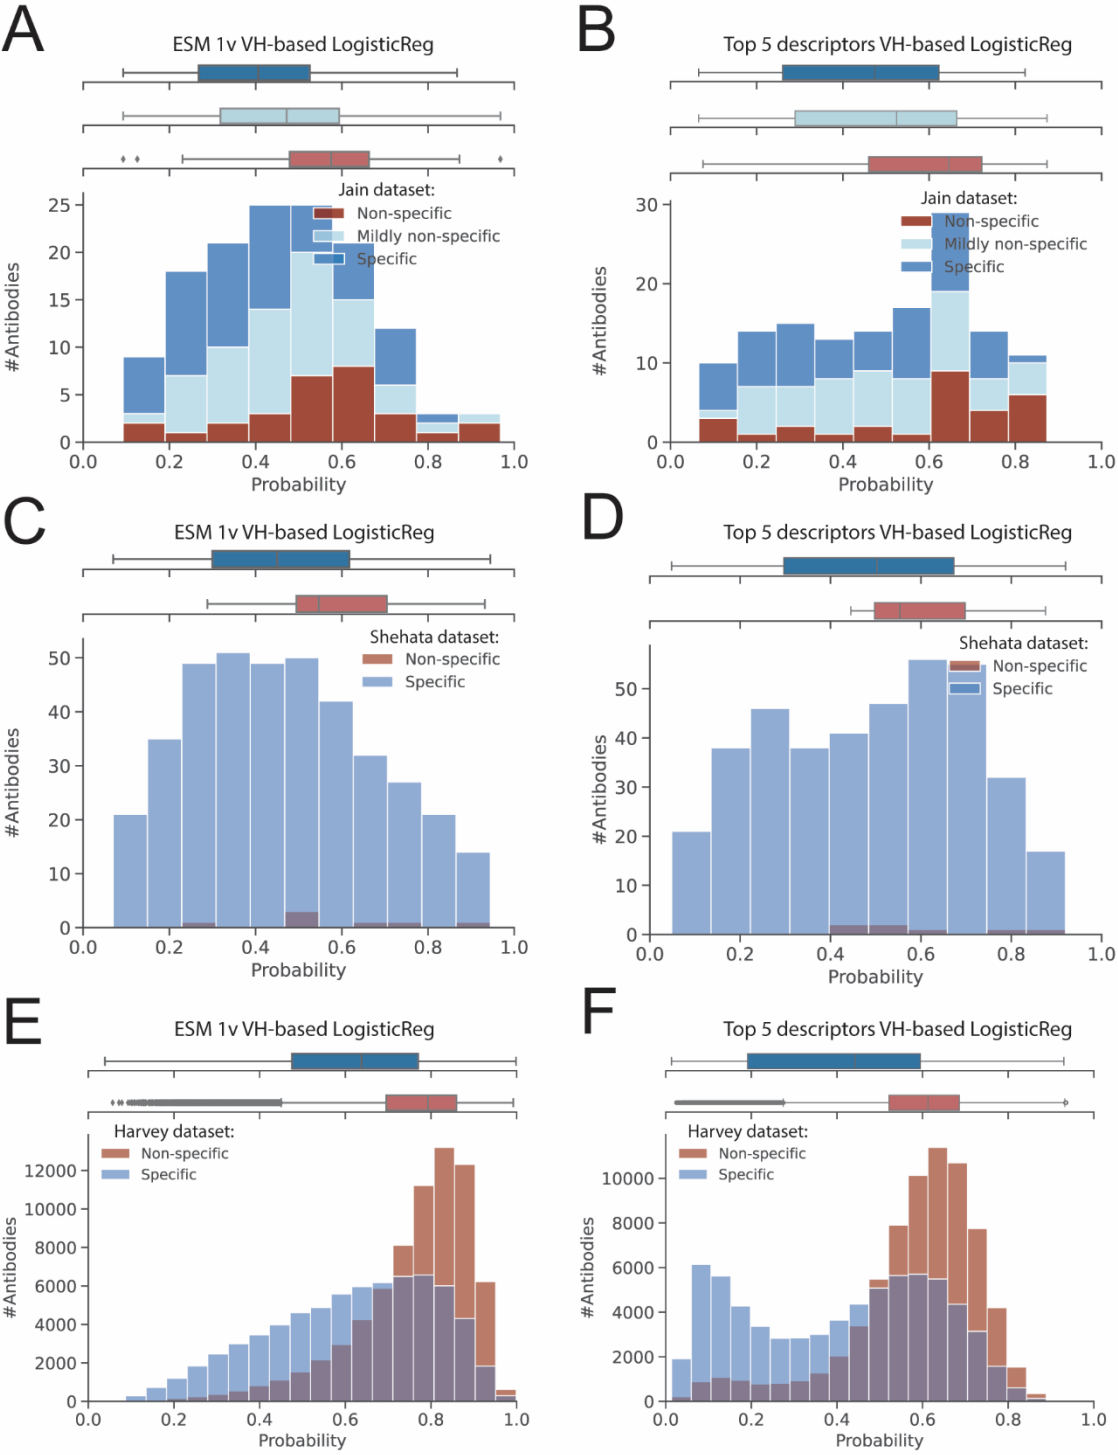 A
ESM 1v VH-based LogisticReg
Jain dataset:
Non-specific
Mildly non-specific
Specific
#Antibodies
25
20
15
10
5
0
0.0 0.2 0.4 0.6 0.8 1.0
Probability
B
Top 5 descriptors VH-based LogisticReg
Jain dataset:
Non-specific
Mildly non-specific
Specific
#Antibodies
30
20
10
0
0.0 0.2 0.4 0.6 0.8 1.0
Probability
C
ESM 1v VH-based LogisticReg
Shehata dataset:
Non-specific
Specific
#Antibodies
50
40
30
20
10
0
0.0 0.2 0.4 0.6 0.8 1.0
Probability
D
Top 5 descriptors VH-based LogisticReg
Shehata dataset:
Non-specific
Specific
#Antibodies
50
40
30
20
10
0
0.0 0.2 0.4 0.6 0.8 1.0
Probability
E
ESM 1v VH-based LogisticReg
Harvey dataset:
Non-specific
Specific
#Antibodies
12000
10000
8000
6000
4000
2000
0
0.0 0.2 0.4 0.6 0.8 1.0
Probability
F
Top 5 descriptors VH-based LogisticReg
Harvey dataset:
Non-specific
Specific
#Antibodies
10000
8000
6000
4000
2000
0
0.0 0.2 0.4 0.6 0.8 1.0
Probability